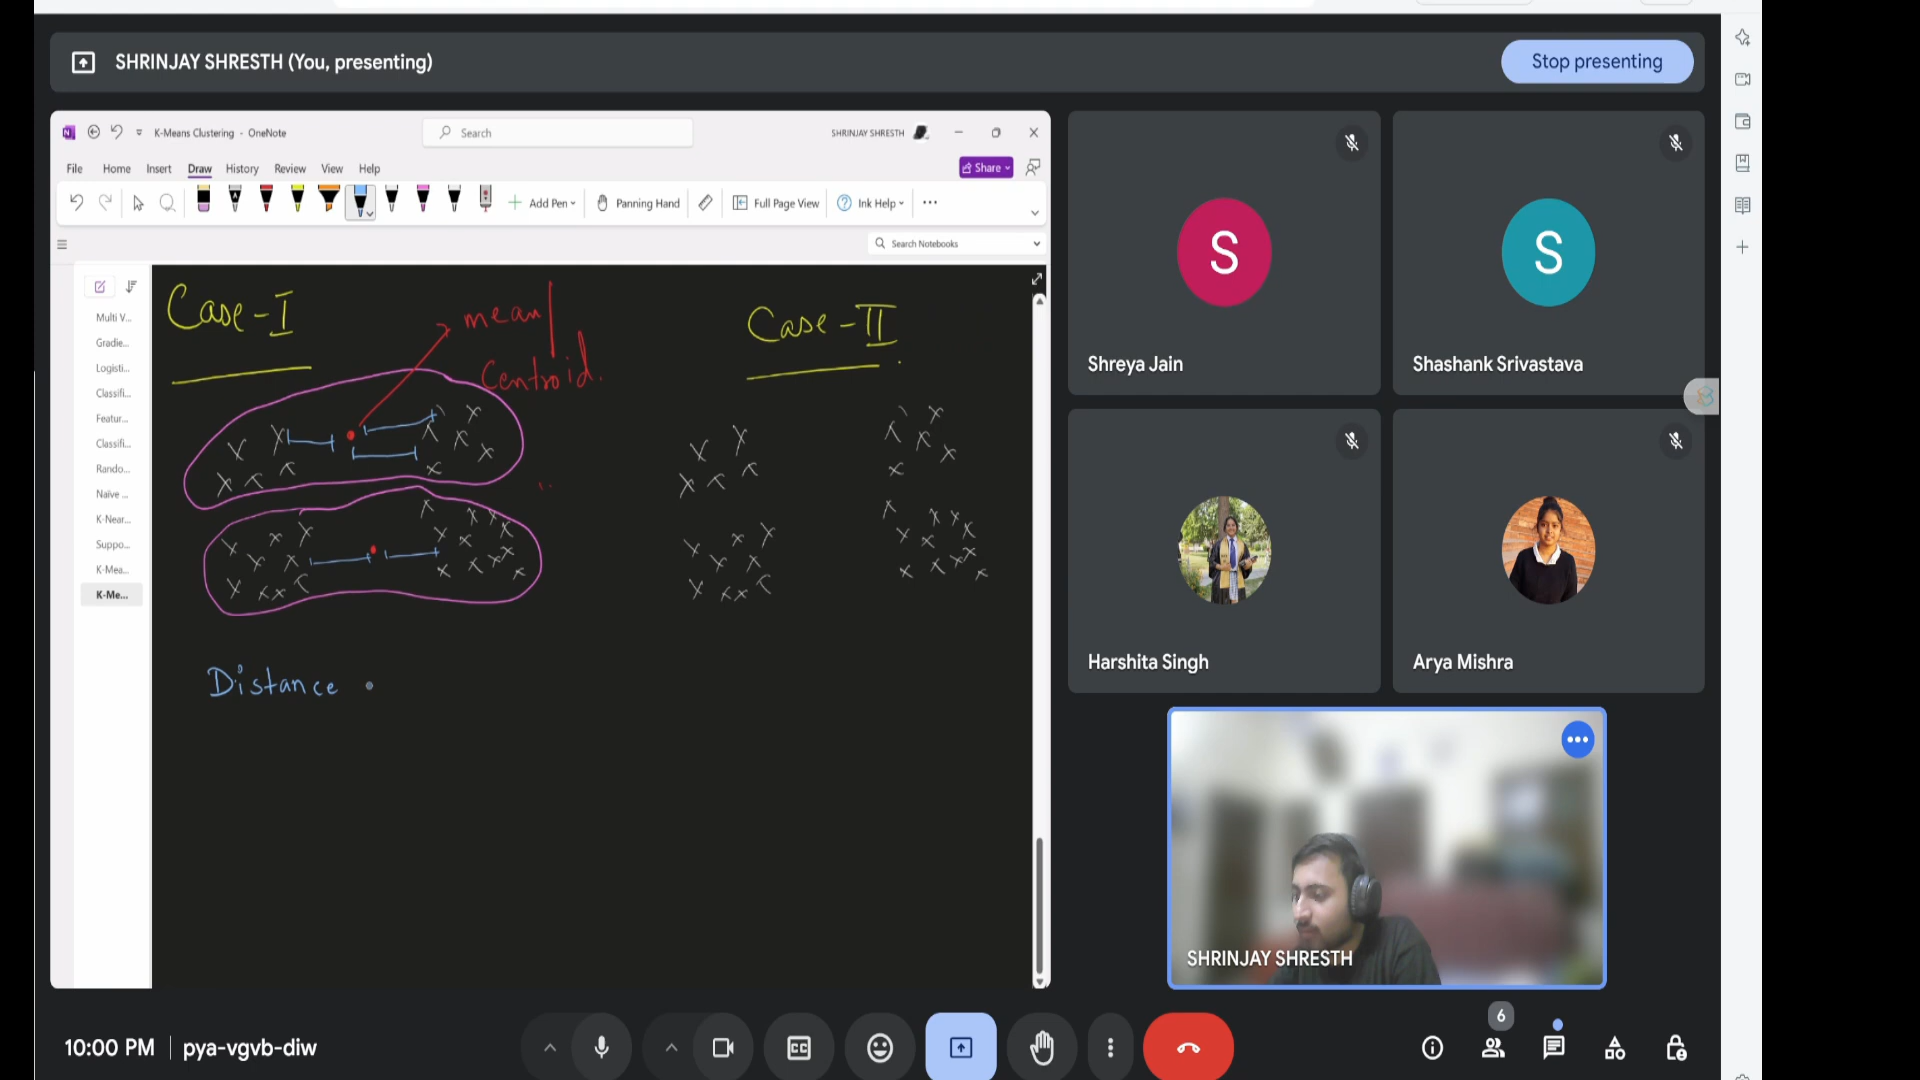 SHRINJAY SHRESTH (You, presenting)
Stop presenting
K-Means Clustering - OneNote
Search
SHRINJAY SHRESTH
File Home Insert Draw History Review View Help
Share
Add Pen
Panning Hand
Full Page View
Ink Help
Search Notebooks
Multi V...
Gradie...
Logisti...
Classifi...
Featur...
Classifi...
Rando...
Naive ...
K-Near...
Suppo...
K-Mea...
K-Me...
Case-I
mean/
Centroid.
Case-II
Distance
S
Shreya Jain
S
Shashank Srivastava
Harshita Singh
Arya Mishra
SHRINJAY SHRESTH
10:00 PM | pya-vgvb-diw
6